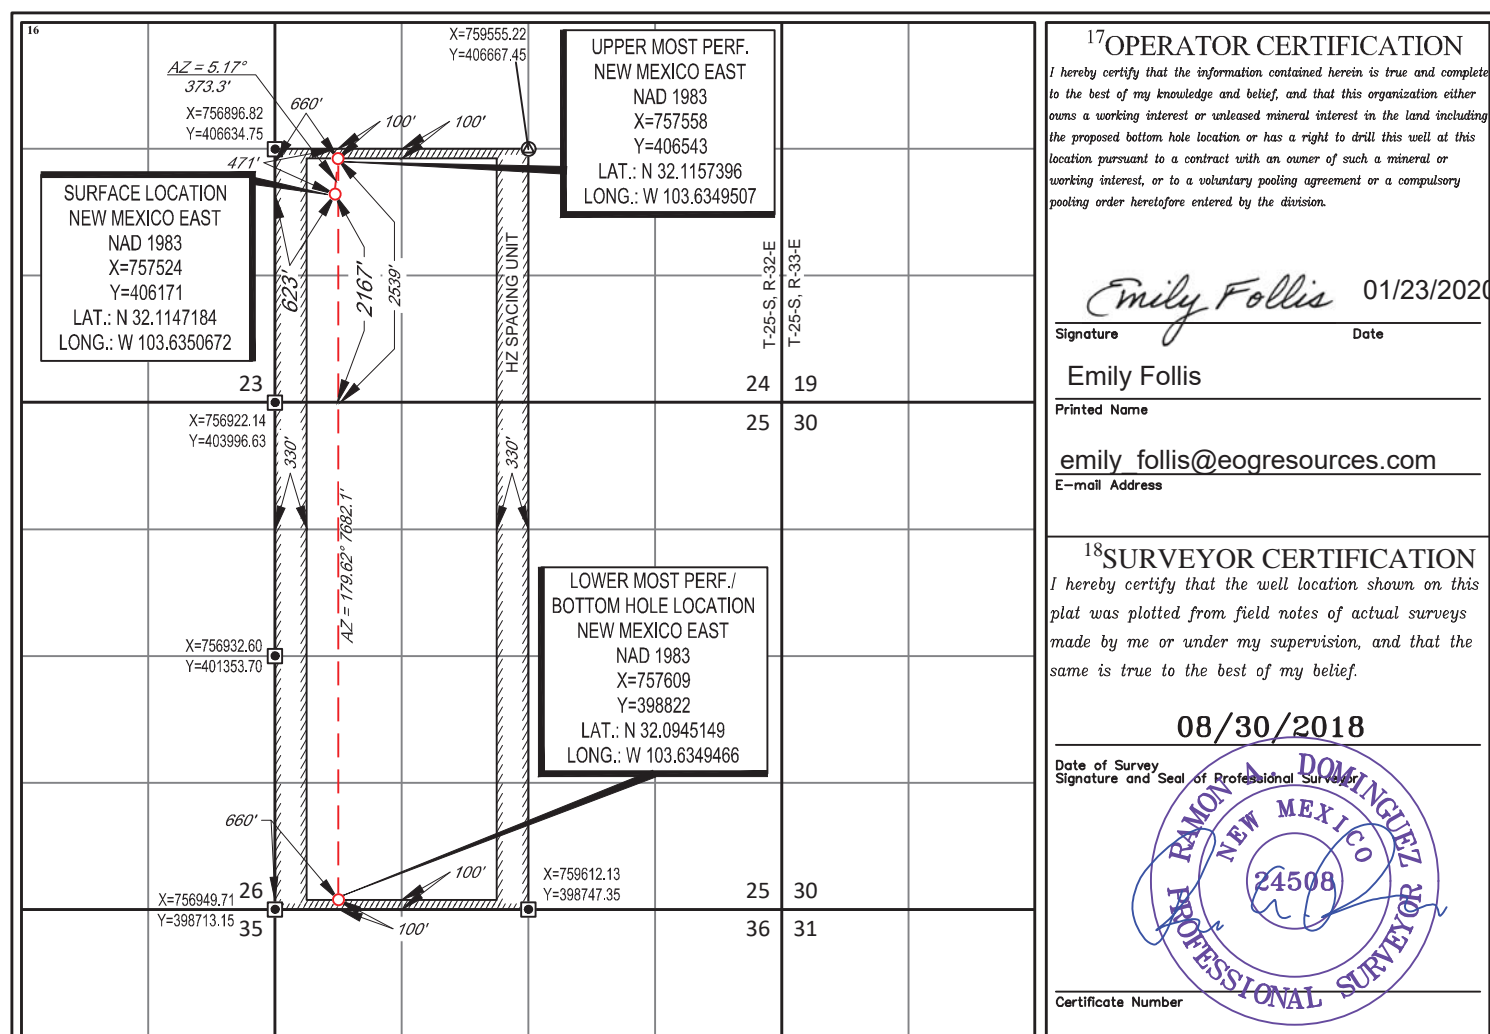 16
AZ = 5.17°
373.3'
X=756896.82
Y=406634.75
660'
100'
100'
471'
X=759555.22
Y=406667.45
UPPER MOST PERF.
NEW MEXICO EAST
NAD 1983
X=757558
Y=406543
LAT.: N 32.1157396
LONG.: W 103.6349507
SURFACE LOCATION
NEW MEXICO EAST
NAD 1983
X=757524
Y=406171
LAT.: N 32.1147184
LONG.: W 103.6350672
623'
2167'
2539'
HZ SPACING UNIT
T-25-S, R-32-E
T-25-S, R-33-E
23
24
19
25
30
X=756922.14
Y=403996.63
330'
330'
AZ = 179.62° 7682.1'
X=756932.60
Y=401353.70
LOWER MOST PERF./
BOTTOM HOLE LOCATION
NEW MEXICO EAST
NAD 1983
X=757609
Y=398822
LAT.: N 32.0945149
LONG.: W 103.6349466
660'
100'
100'
X=759612.13
Y=398747.35
X=756949.71
Y=398713.15
26
35
25
30
36
31
17OPERATOR CERTIFICATION
I hereby certify that the information contained herein is true and complete
to the best of my knowledge and belief, and that this organization either
owns a working interest or unleased mineral interest in the land including
the proposed bottom hole location or has a right to drill this well at this
location pursuant to a contract with an owner of such a mineral or
working interest, or to a voluntary pooling agreement or a compulsory
pooling order heretofore entered by the division.
Emily Follis 01/23/2020
Signature Date
Emily Follis
Printed Name
emily_follis@eogresources.com
E-mail Address
18SURVEYOR CERTIFICATION
I hereby certify that the well location shown on this
plat was plotted from field notes of actual surveys
made by me or under my supervision, and that the
same is true to the best of my belief.
08/30/2018
Date of Survey
Signature and Seal of Professional Surveyor
RAMON A. DOMINGUEZ
NEW MEXICO
24508
PROFESSIONAL SURVEYOR
Certificate Number